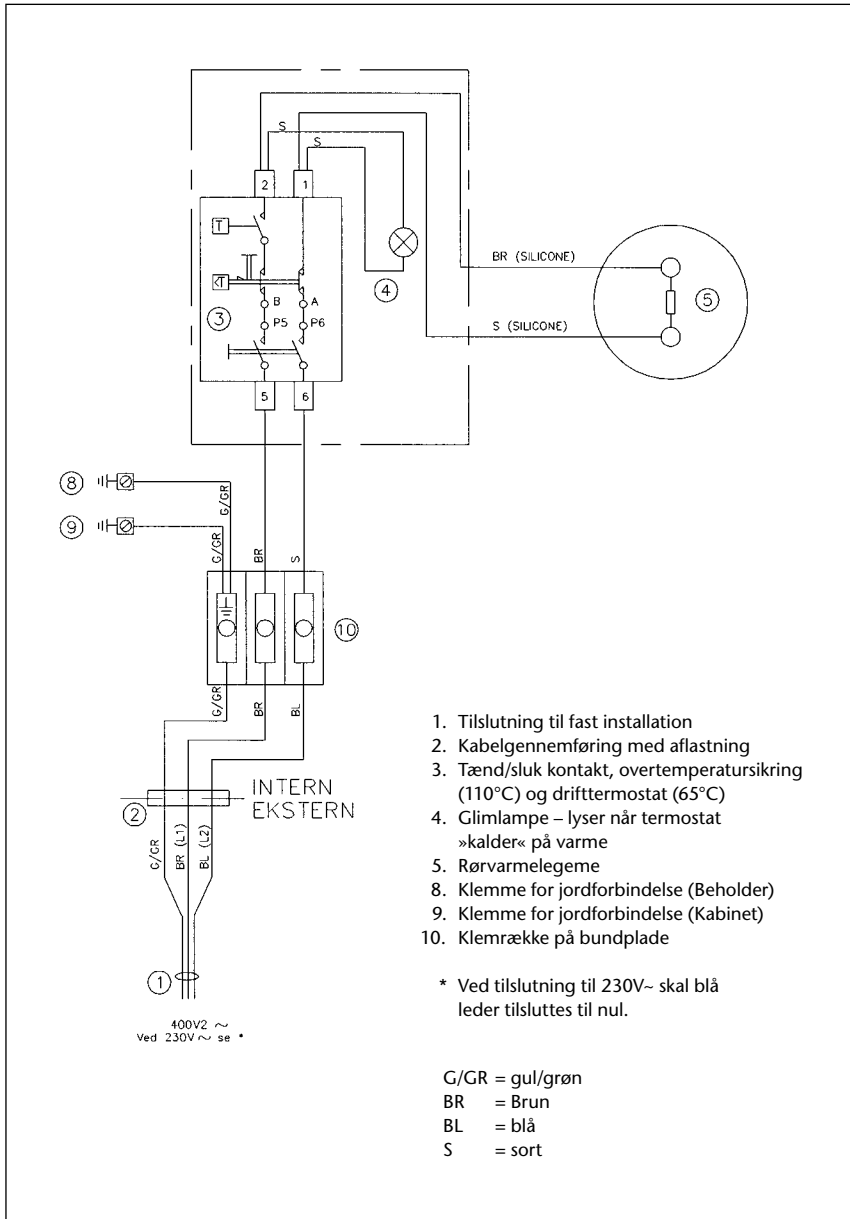 S
S
2
1
T
4
BR (SILICONE)
5
S (SILICONE)
B
A
3
P5
P6
5
6
8
G/GR
9
G/GR
BR
S
10
G/GR
BR
BL
INTERN
EKSTERN
2
G/GR
BR (L1)
BL (L2)
1
400V2 ~
Ved 230V ~ se *
1. Tilslutning til fast installation
2. Kabelgennemføring med aflastning
3. Tænd/sluk kontakt, overtemperatursikring
(110°C) og drifttermostat (65°C)
4. Glimlampe – lyser når termostat
»kalder« på varme
5. Rørvarmelegeme
8. Klemme for jordforbindelse (Beholder)
9. Klemme for jordforbindelse (Kabinet)
10. Klemrække på bundplade
* Ved tilslutning til 230V~ skal blå
leder tilsluttes til nul.
G/GR = gul/grøn
BR = Brun
BL = blå
S = sort